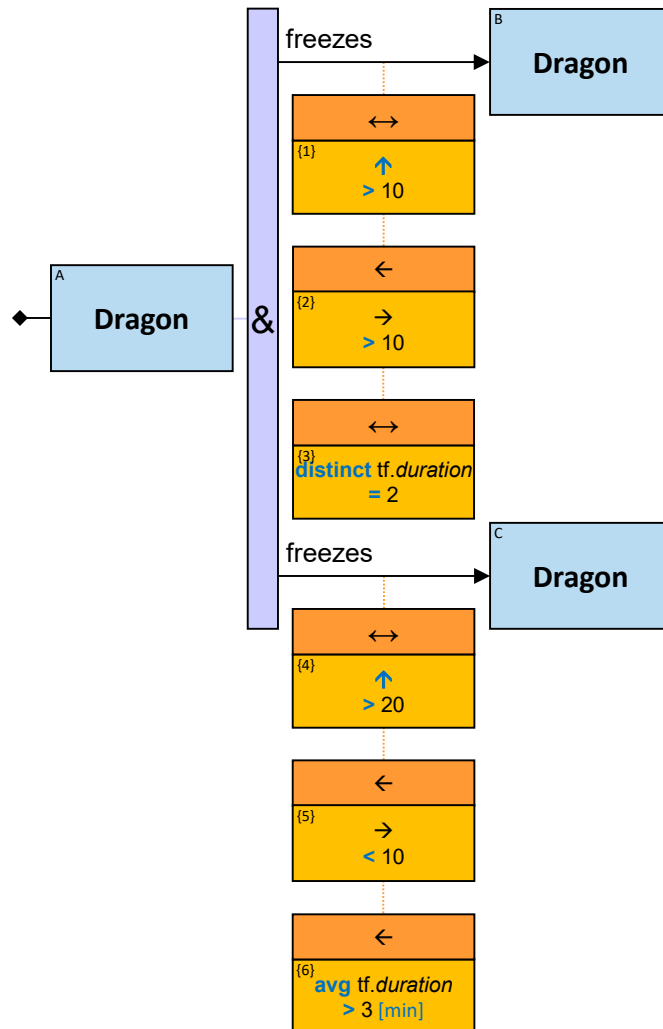 freezes
B
Dragon
↔
{1}
↑
> 10
A
Dragon
&
←
{2}
→
> 10
↔
{3}
distinct tf.duration
= 2
freezes
C
Dragon
↔
{4}
↑
> 20
←
{5}
→
< 10
←
{6}
avg tf.duration
> 3 [min]